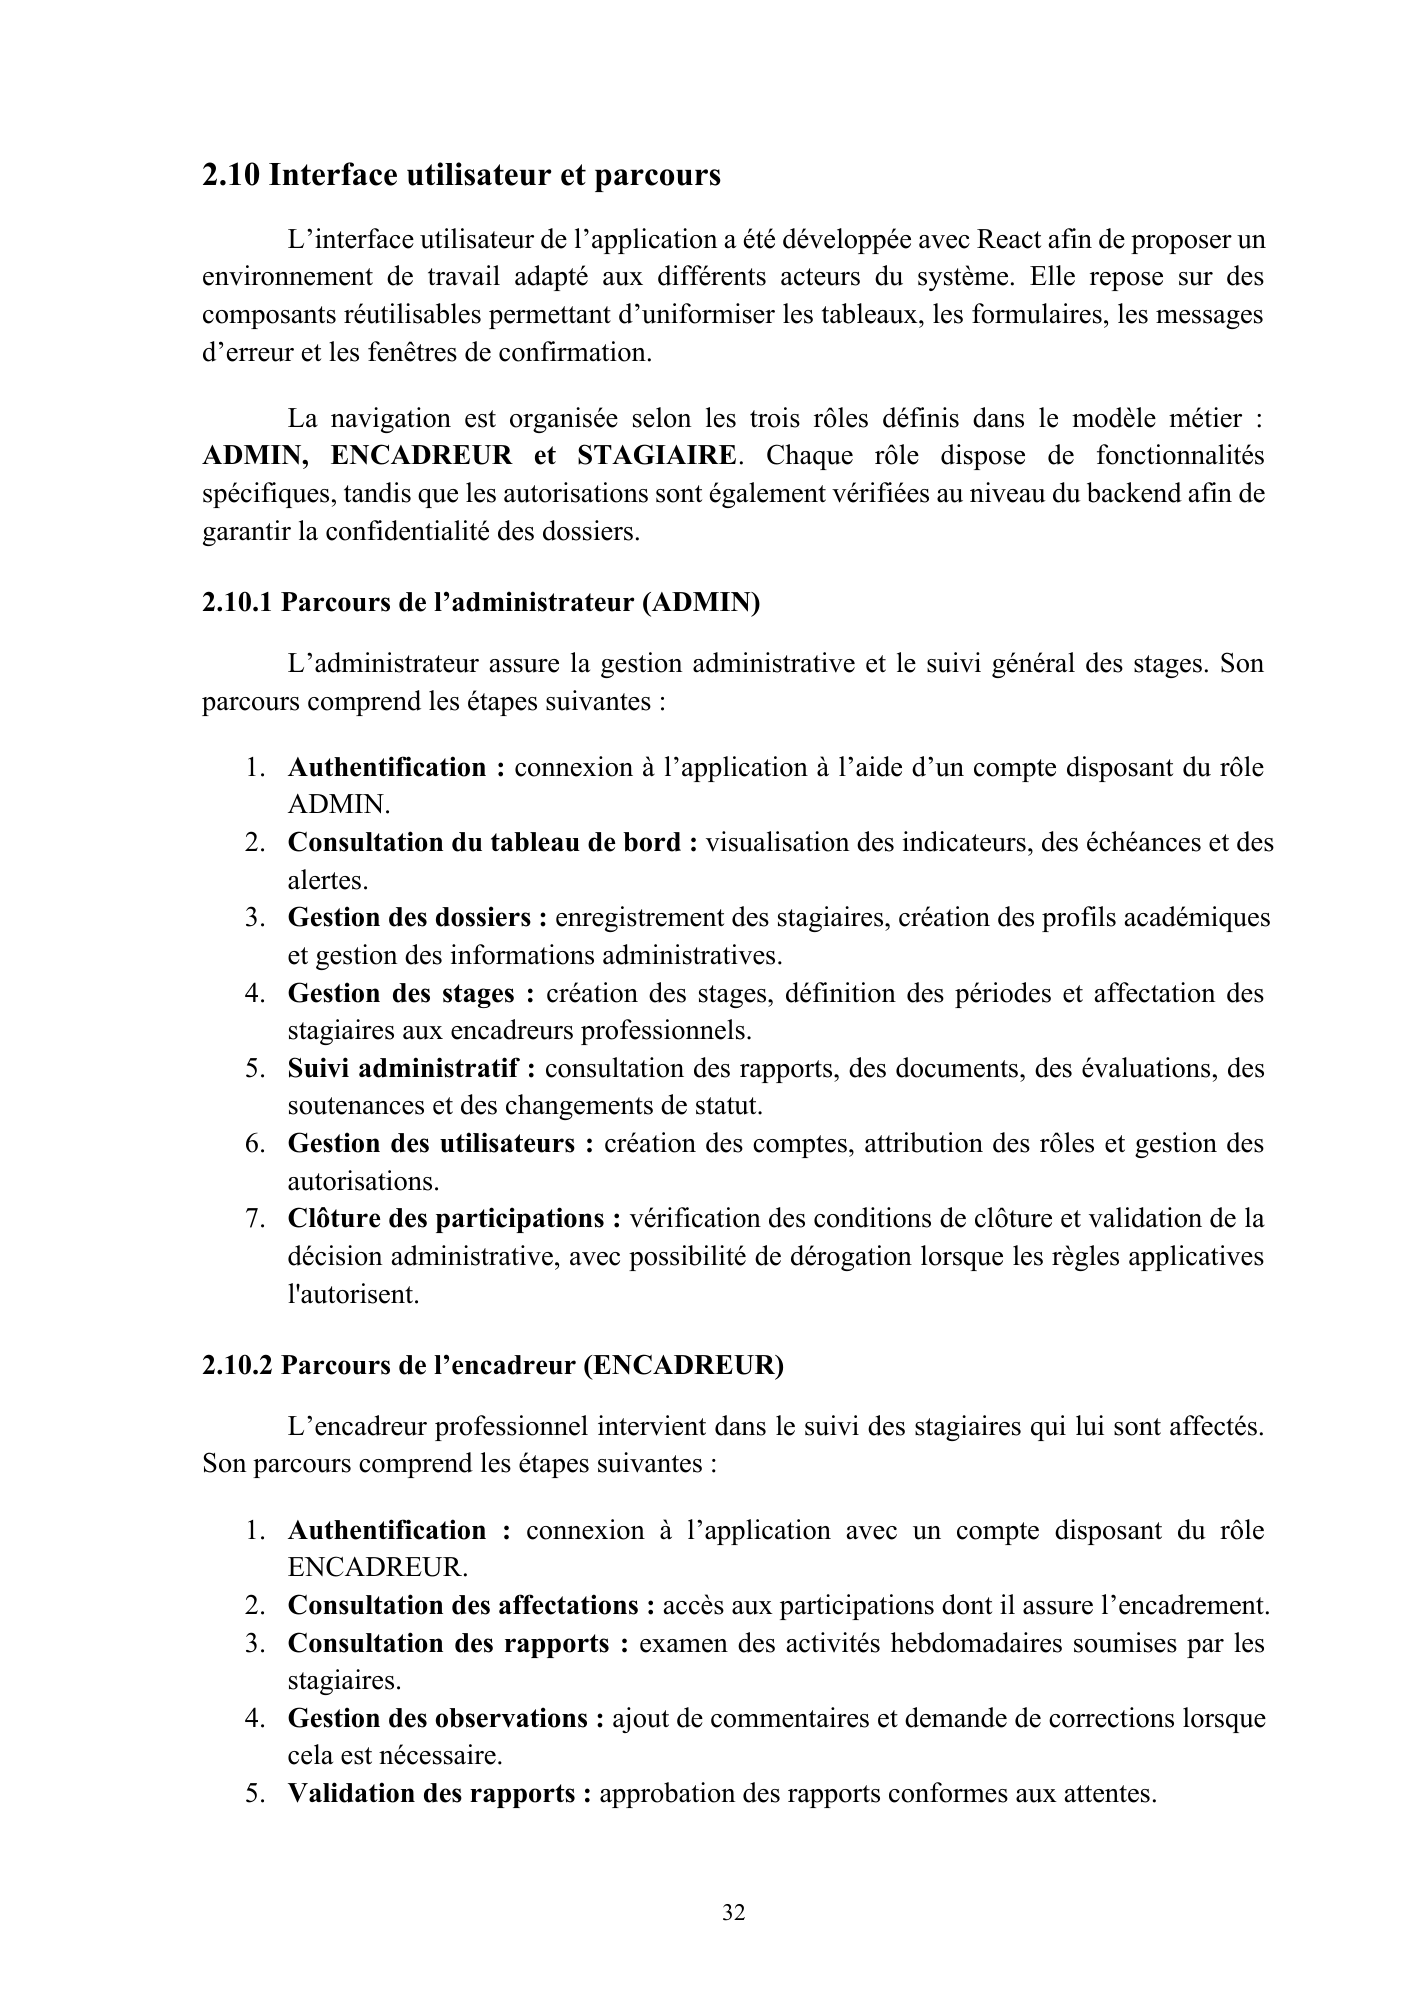 2.10 Interface utilisateur et parcours
L’interface utilisateur de l’application a été développée avec React afin de proposer un
environnement de travail adapté aux différents acteurs du système. Elle repose sur des
composants réutilisables permettant d’uniformiser les tableaux, les formulaires, les messages
d’erreur et les fenêtres de confirmation.
La navigation est organisée selon les trois rôles définis dans le modèle métier :
ADMIN, ENCADREUR et STAGIAIRE. Chaque rôle dispose de fonctionnalités
spécifiques, tandis que les autorisations sont également vérifiées au niveau du backend afin de
garantir la confidentialité des dossiers.
2.10.1 Parcours de l’administrateur (ADMIN)
L’administrateur assure la gestion administrative et le suivi général des stages. Son
parcours comprend les étapes suivantes :
1. Authentification : connexion à l’application à l’aide d’un compte disposant du rôle
ADMIN.
2. Consultation du tableau de bord : visualisation des indicateurs, des échéances et des
alertes.
3. Gestion des dossiers : enregistrement des stagiaires, création des profils académiques
et gestion des informations administratives.
4. Gestion des stages : création des stages, définition des périodes et affectation des
stagiaires aux encadreurs professionnels.
5. Suivi administratif : consultation des rapports, des documents, des évaluations, des
soutenances et des changements de statut.
6. Gestion des utilisateurs : création des comptes, attribution des rôles et gestion des
autorisations.
7. Clôture des participations : vérification des conditions de clôture et validation de la
décision administrative, avec possibilité de dérogation lorsque les règles applicatives
l'autorisent.
2.10.2 Parcours de l’encadreur (ENCADREUR)
L’encadreur professionnel intervient dans le suivi des stagiaires qui lui sont affectés.
Son parcours comprend les étapes suivantes :
1. Authentification : connexion à l’application avec un compte disposant du rôle
ENCADREUR.
2. Consultation des affectations : accès aux participations dont il assure l’encadrement.
3. Consultation des rapports : examen des activités hebdomadaires soumises par les
stagiaires.
4. Gestion des observations : ajout de commentaires et demande de corrections lorsque
cela est nécessaire.
5. Validation des rapports : approbation des rapports conformes aux attentes.
32